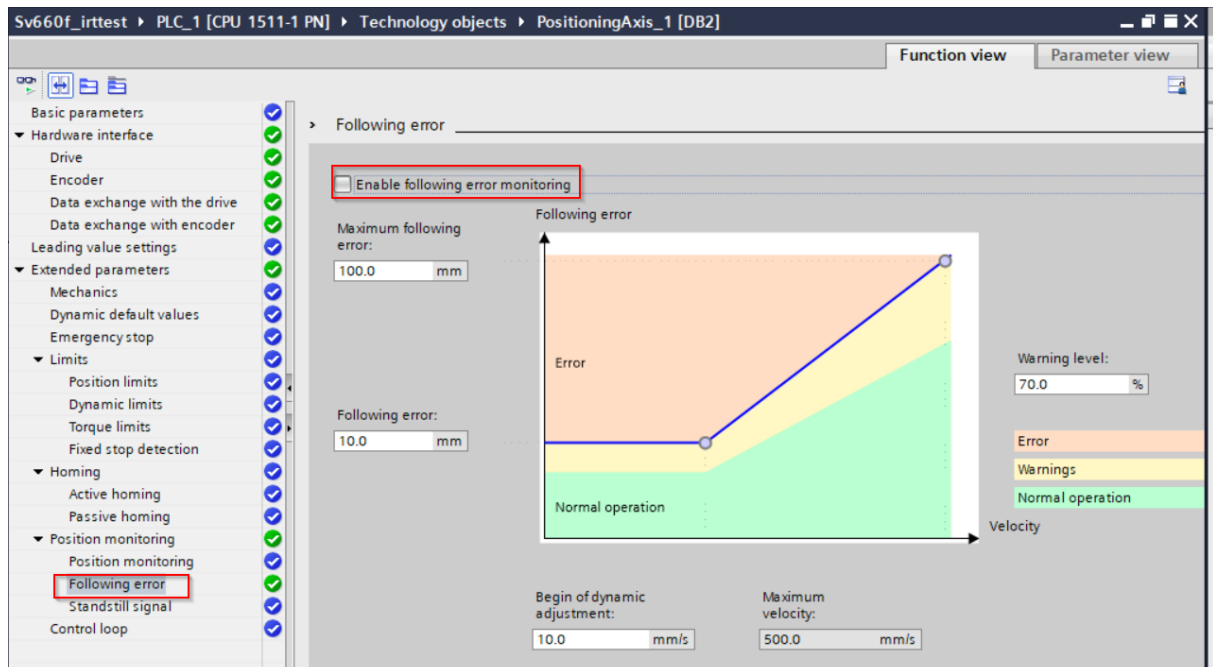 Sv660f_irttest ▸ PLC_1 [CPU 1511-1 PN] ▸ Technology objects ▸ PositioningAxis_1 [DB2]
Function view
Parameter view
Basic parameters
Hardware interface
Drive
Encoder
Data exchange with the drive
Data exchange with encoder
Leading value settings
Extended parameters
Mechanics
Dynamic default values
Emergency stop
Limits
Position limits
Dynamic limits
Torque limits
Fixed stop detection
Homing
Active homing
Passive homing
Position monitoring
Position monitoring
Following error
Standstill signal
Control loop
Following error
Enable following error monitoring
Maximum following
error:
100.0 mm
Following error:
10.0 mm
Following error
Error
Normal operation
Velocity
Warning level:
70.0 %
Error
Warnings
Normal operation
Begin of dynamic
adjustment:
10.0 mm/s
Maximum
velocity:
500.0 mm/s